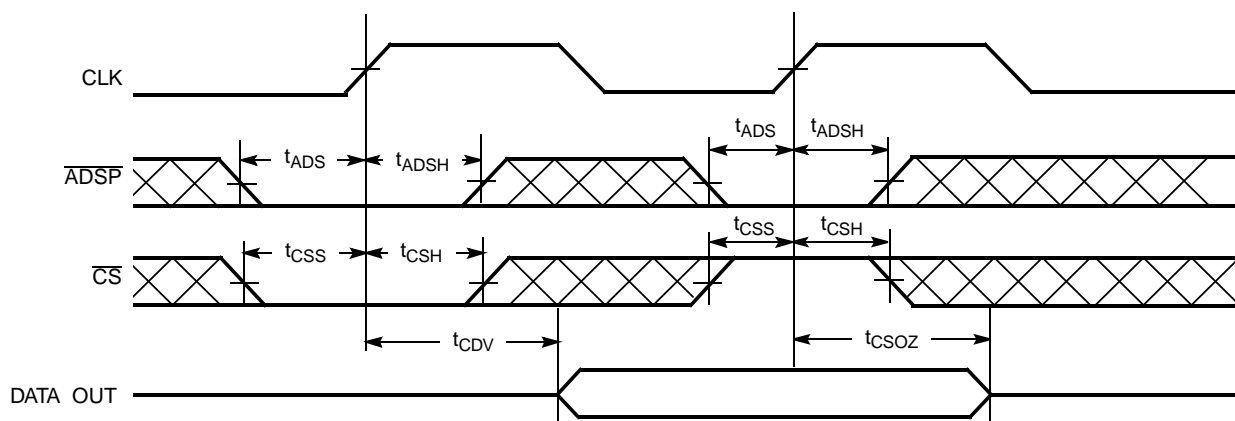 CLK
tADS tADSH tADS tADSH
ADSP
tCSS tCSH tCSS tCSH
CS
tCDV tCSOZ
DATA OUT